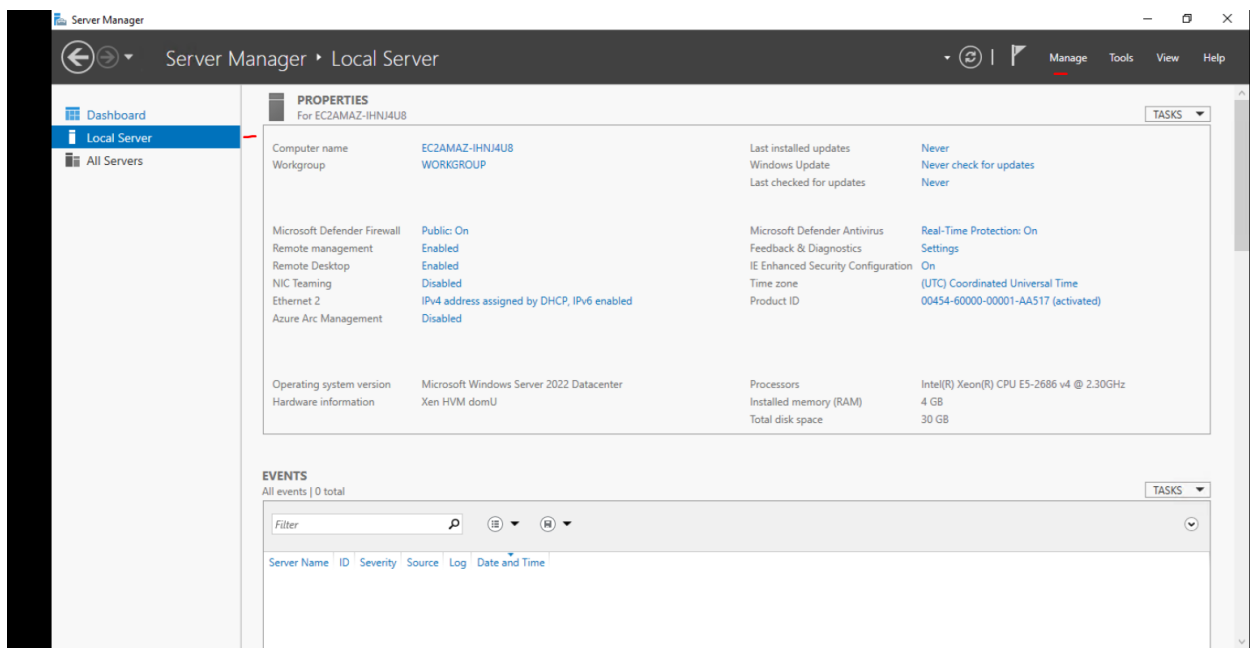 Server Manager
Server Manager ‣ Local Server
Manage Tools View Help
Dashboard
Local Server
All Servers
PROPERTIES
For EC2AMAZ-IHNJ4U8
TASKS
Computer name EC2AMAZ-IHNJ4U8 Last installed updates Never
Workgroup WORKGROUP Windows Update Never check for updates
Last checked for updates Never
Microsoft Defender Firewall Public: On Microsoft Defender Antivirus Real-Time Protection: On
Remote management Enabled Feedback & Diagnostics Settings
Remote Desktop Enabled IE Enhanced Security Configuration On
NIC Teaming Disabled Time zone (UTC) Coordinated Universal Time
Ethernet 2 IPv4 address assigned by DHCP, IPv6 enabled Product ID 00454-60000-00001-AA517 (activated)
Azure Arc Management Disabled
Operating system version Microsoft Windows Server 2022 Datacenter Processors Intel(R) Xeon(R) CPU E5-2686 v4 @ 2.30GHz
Hardware information Xen HVM domU Installed memory (RAM) 4 GB
Total disk space 30 GB
EVENTS
All events | 0 total
TASKS
Filter
Server Name ID Severity Source Log Date and Time